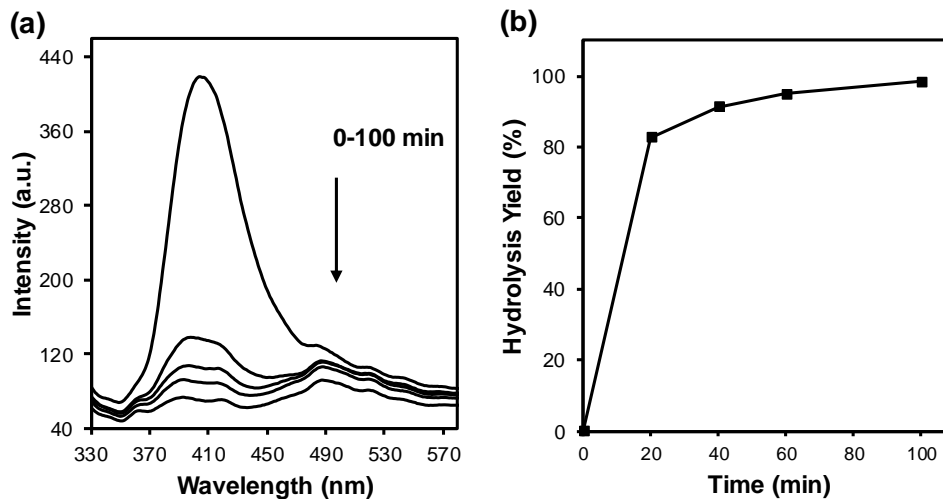 (a)
440
360
280
200
120
40
Intensity (a.u.)
0-100 min
330 370 410 450 490 530 570
Wavelength (nm)
(b)
100
80
60
40
20
0
Hydrolysis Yield (%)
0 20 40 60 80 100
Time (min)